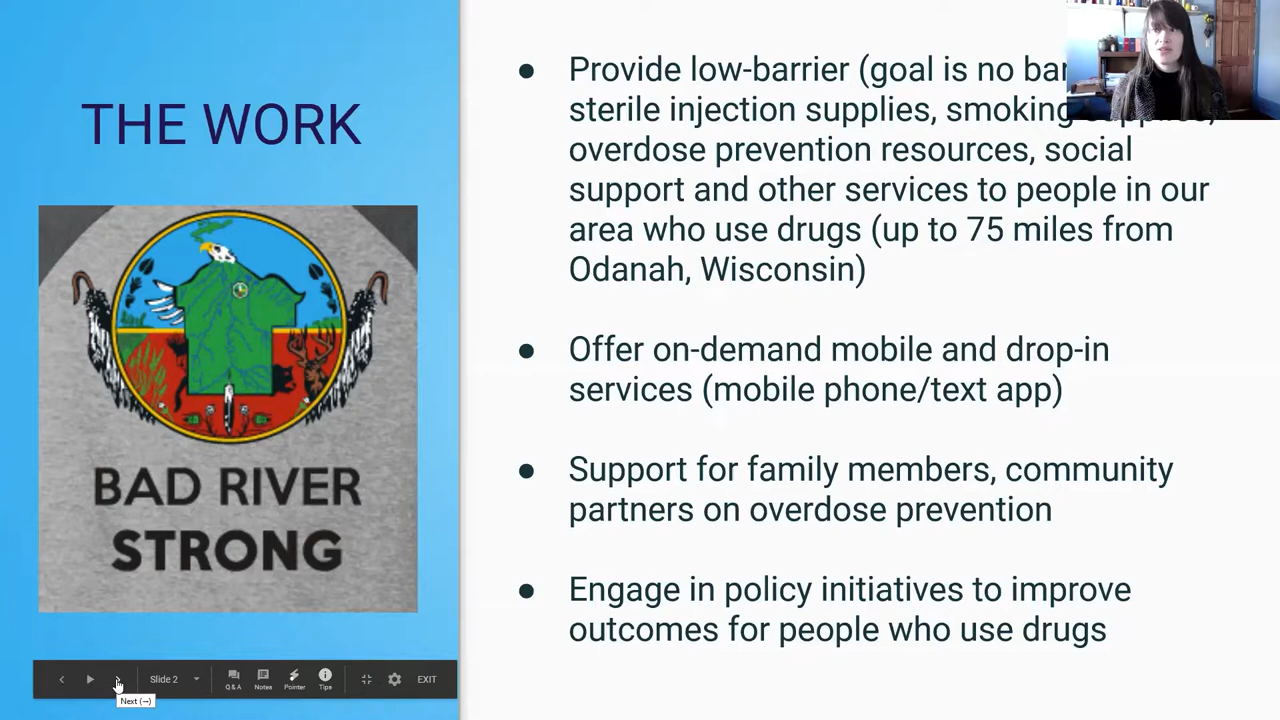 THE WORK
BAD RIVER
STRONG
● Provide low-barrier (goal is no
sterile injection supplies, smoking
overdose prevention resources, social
support and other services to people in our
area who use drugs (up to 75 miles from
Odanah, Wisconsin)
● Offer on-demand mobile and drop-in
services (mobile phone/text app)
● Support for family members, community
partners on overdose prevention
● Engage in policy initiatives to improve
outcomes for people who use drugs
Slide 2
Q&A
Notes
Pointer
Tips
EXIT
Next (→)